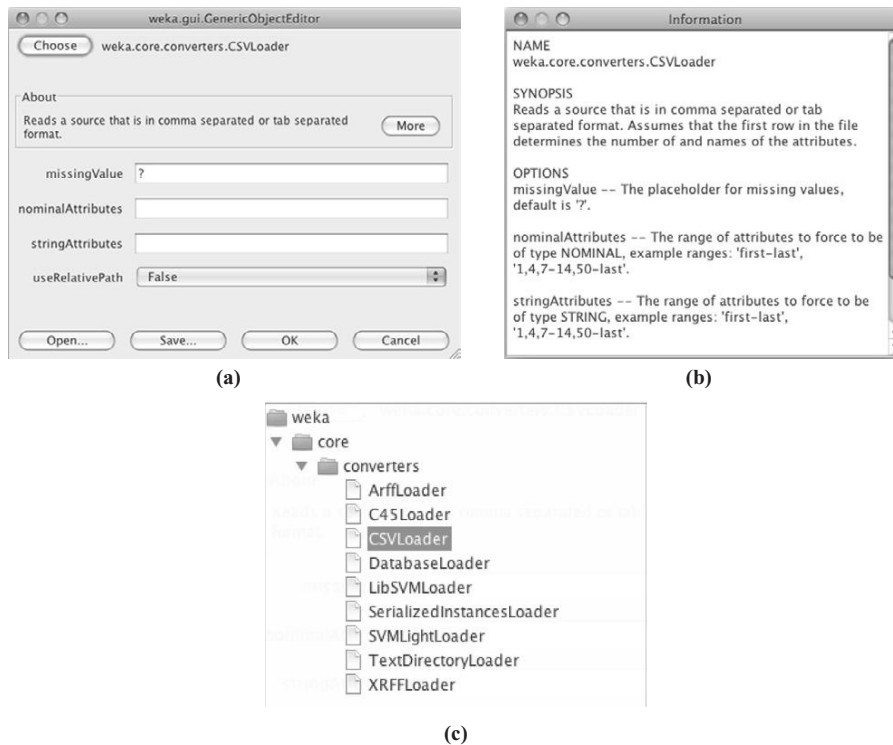 weka.gui.GenericObjectEditor
Choose weka.core.converters.CSVLoader
About
Reads a source that is in comma separated or tab separated
format.
More
missingValue ?
nominalAttributes
stringAttributes
useRelativePath False
Open... Save... OK Cancel
(a)
Information
NAME
weka.core.converters.CSVLoader
SYNOPSIS
Reads a source that is in comma separated or tab
separated format. Assumes that the first row in the file
determines the number of and names of the attributes.
OPTIONS
missingValue -- The placeholder for missing values,
default is '?'.
nominalAttributes -- The range of attributes to force to be
of type NOMINAL, example ranges: 'first-last',
'1,4,7-14,50-last'.
stringAttributes -- The range of attributes to force to be
of type STRING, example ranges: 'first-last',
'1,4,7-14,50-last'.
(b)
weka
core
converters
ArffLoader
C45Loader
CSVLoader
DatabaseLoader
LibSVMLoader
SerializedInstancesLoader
SVMLightLoader
TextDirectoryLoader
XRFFLoader
(c)